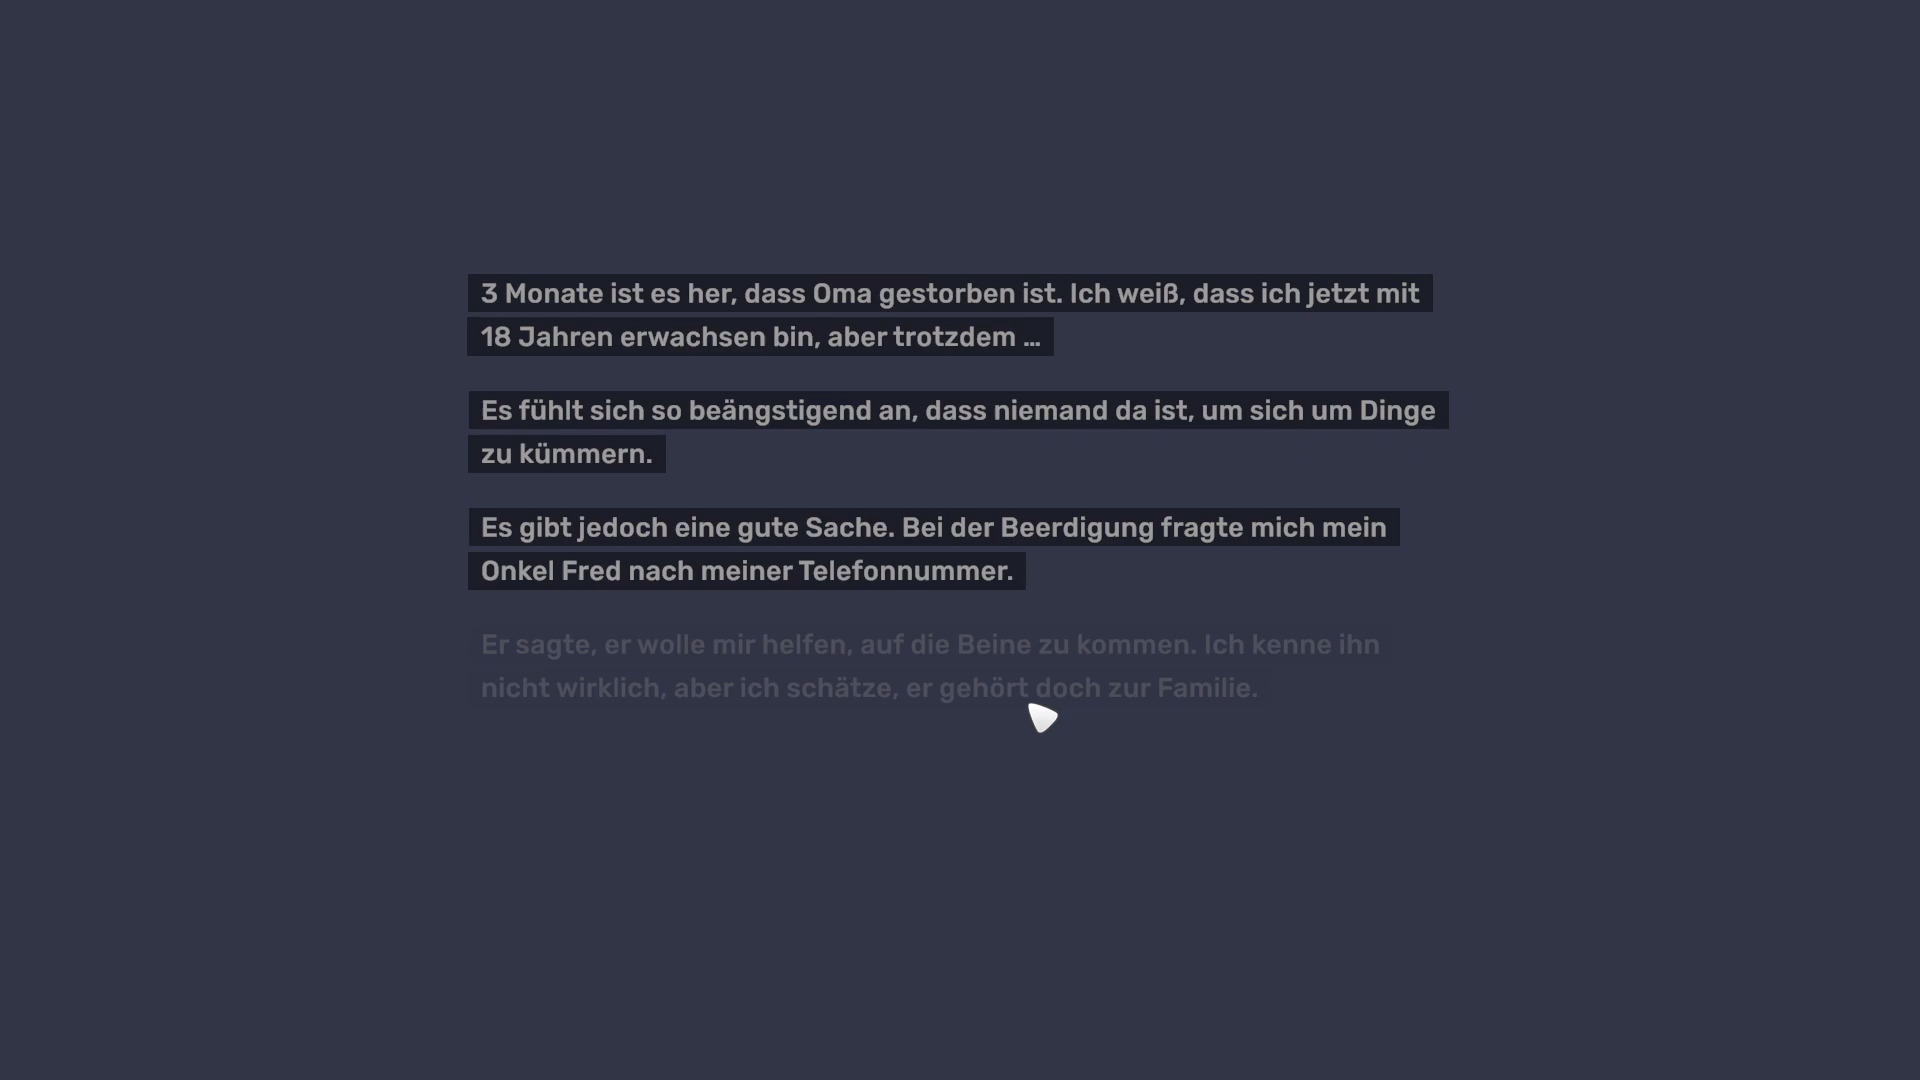 3 Monate ist es her, dass Oma gestorben ist. Ich weiß, dass ich jetzt mit
18 Jahren erwachsen bin, aber trotzdem ...
Es fühlt sich so beängstigend an, dass niemand da ist, um sich um Dinge
zu kümmern.
Es gibt jedoch eine gute Sache. Bei der Beerdigung fragte mich mein
Onkel Fred nach meiner Telefonnummer.
Er sagte, er wolle mir helfen, auf die Beine zu kommen. Ich kenne ihn
nicht wirklich, aber ich schätze, er gehört doch zur Familie.